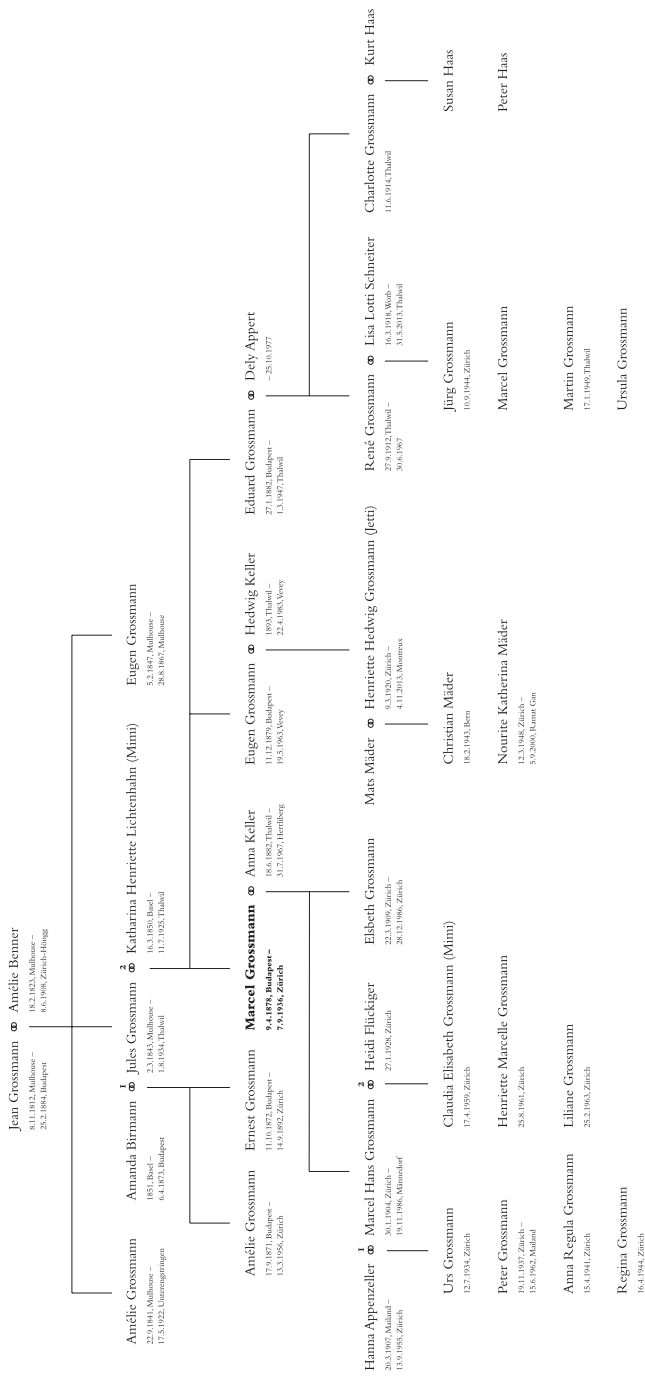 Jean Grossmann ⚭ Amélie Benner
8.11.1812, Mulhouse –
25.2.1884, Budapest
18.2.1823, Mulhouse –
8.6.1908, Zürich-Höngg
Amélie Grossmann
22.9.1841, Mulhouse –
17.5.1922, Unterengstringen
Amanda Birmann 1 ⚭ Jules Grossmann 2 ⚭ Katharina Henriette Lichtenhahn (Mimi)
1851, Basel –
6.4.1873, Budapest
2.3.1843, Mulhouse –
1.8.1934, Thalwil
16.3.1850, Basel –
11.7.1925, Thalwil
Eugen Grossmann
5.2.1847, Mulhouse –
28.8.1867, Mulhouse
Amélie Grossmann
17.9.1871, Budapest –
13.3.1956, Zürich
Ernest Grossmann
11.10.1872, Budapest –
14.9.1892, Zürich
Marcel Grossmann ⚭ Anna Keller
9.4.1878, Budapest –
7.9.1936, Zürich
18.6.1882, Thalwil –
31.7.1967, Herrliberg
Eugen Grossmann ⚭ Hedwig Keller
11.12.1879, Budapest –
19.5.1963, Vevey
1893, Thalwil –
22.4.1983, Vevey
Eduard Grossmann ⚭ Dely Appert
27.1.1882, Budapest –
1.3.1947, Thalwil
– 25.10.1977
Hanna Appenzeller 1 ⚭ Marcel Hans Grossmann 2 ⚭ Heidi Flückiger
20.3.1907, Mailand –
13.9.1955, Zürich
30.1.1904, Zürich –
19.11.1986, Männedorf
27.1.1928, Zürich
Elsbeth Grossmann
22.3.1909, Zürich –
28.12.1986, Zürich
Mats Mäder ⚭ Henriette Hedwig Grossmann (Jetti)
9.3.1920, Zürich –
4.11.2013, Montreux
René Grossmann ⚭ Lisa Lotti Schneiter
27.9.1912, Thalwil –
30.6.1967
16.3.1918, Worb –
31.5.2013, Thalwil
Charlotte Grossmann ⚭ Kurt Haas
11.6.1914, Thalwil
Urs Grossmann
12.7.1934, Zürich
Peter Grossmann
19.11.1937, Zürich –
15.6.1962, Mailand
Anna Regula Grossmann
15.4.1941, Zürich
Regina Grossmann
16.4.1944, Zürich
Claudia Elisabeth Grossmann (Mimi)
17.4.1959, Zürich
Henriette Marcelle Grossmann
25.8.1961, Zürich
Liliane Grossmann
25.2.1963, Zürich
Christian Mäder
18.2.1943, Bern
Nourite Katherina Mäder
12.3.1948, Zürich –
5.9.2000, Ramat Gan
Jürg Grossmann
10.9.1944, Zürich
Marcel Grossmann
Martin Grossmann
17.1.1949, Thalwil
Ursula Grossmann
Susan Haas
Peter Haas